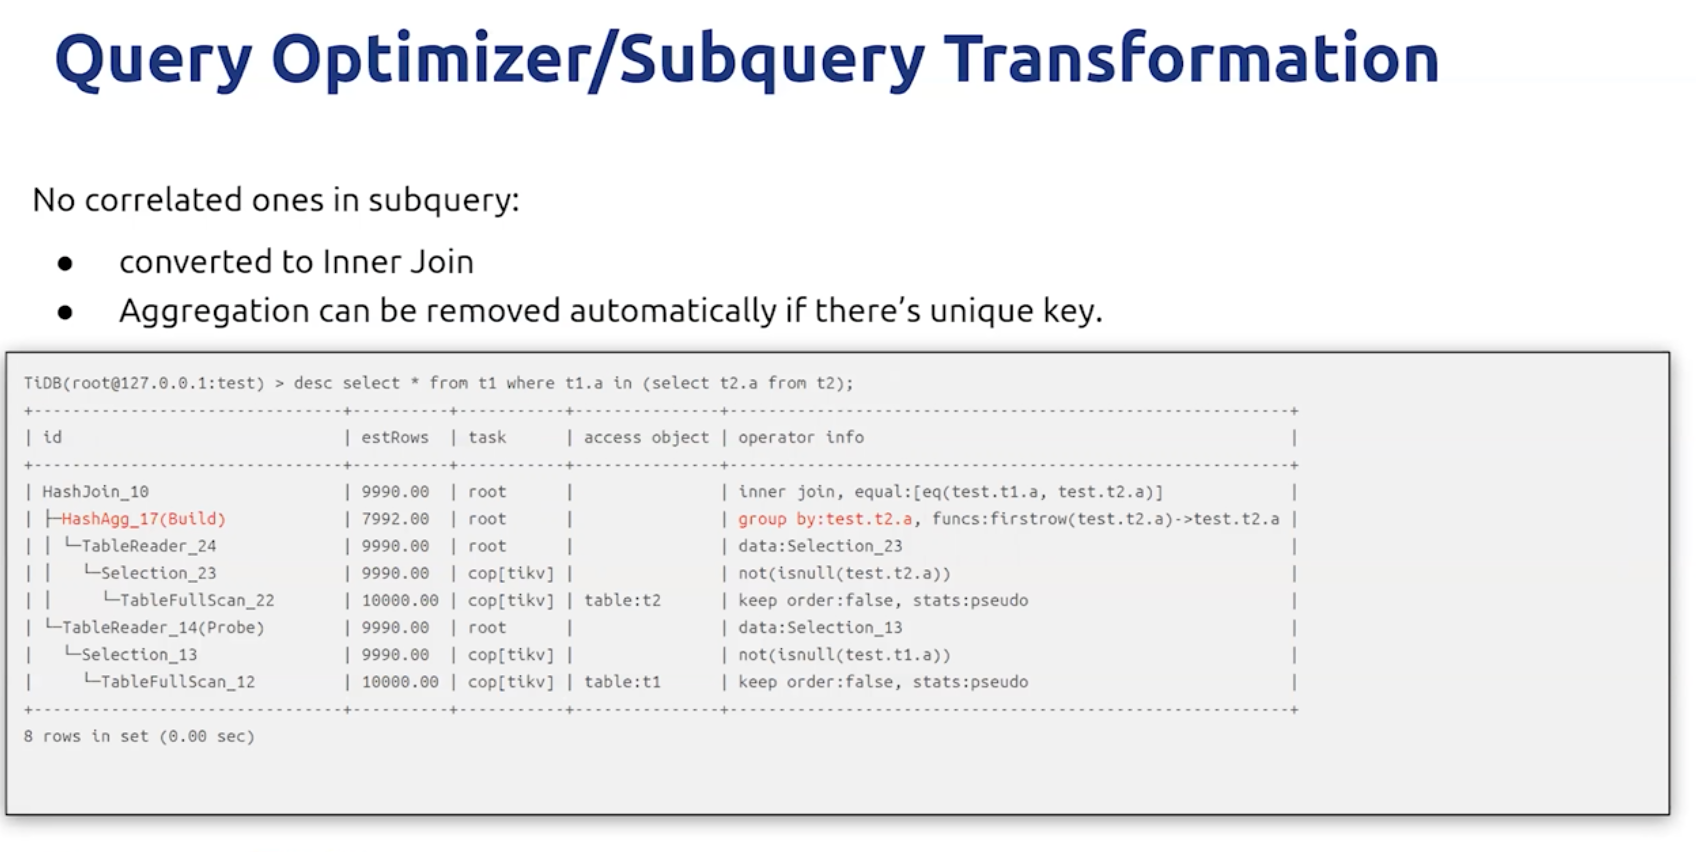 Query Optimizer/Subquery Transformation
No correlated ones in subquery:
● converted to Inner Join
● Aggregation can be removed automatically if there's unique key.
TiDB(root@127.0.0.1:test) > desc select * from t1 where t1.a in (select t2.a from t2);
+--------------------------------+----------+-----------+---------------+----------------------------------------------------------+
| id | estRows | task | access object | operator info |
+--------------------------------+----------+-----------+---------------+----------------------------------------------------------+
| HashJoin_10 | 9990.00 | root | | inner join, equal:[eq(test.t1.a, test.t2.a)] |
| ├─HashAgg_17(Build) | 7992.00 | root | | group by:test.t2.a, funcs:firstrow(test.t2.a)->test.t2.a |
| │ └─TableReader_24 | 9990.00 | root | | data:Selection_23 |
| │ └─Selection_23 | 9990.00 | cop[tikv] | | not(isnull(test.t2.a)) |
| │ └─TableFullScan_22 | 10000.00 | cop[tikv] | table:t2 | keep order:false, stats:pseudo |
| └─TableReader_14(Probe) | 9990.00 | root | | data:Selection_13 |
| └─Selection_13 | 9990.00 | cop[tikv] | | not(isnull(test.t1.a)) |
| └─TableFullScan_12 | 10000.00 | cop[tikv] | table:t1 | keep order:false, stats:pseudo |
+--------------------------------+----------+-----------+---------------+----------------------------------------------------------+
8 rows in set (0.00 sec)